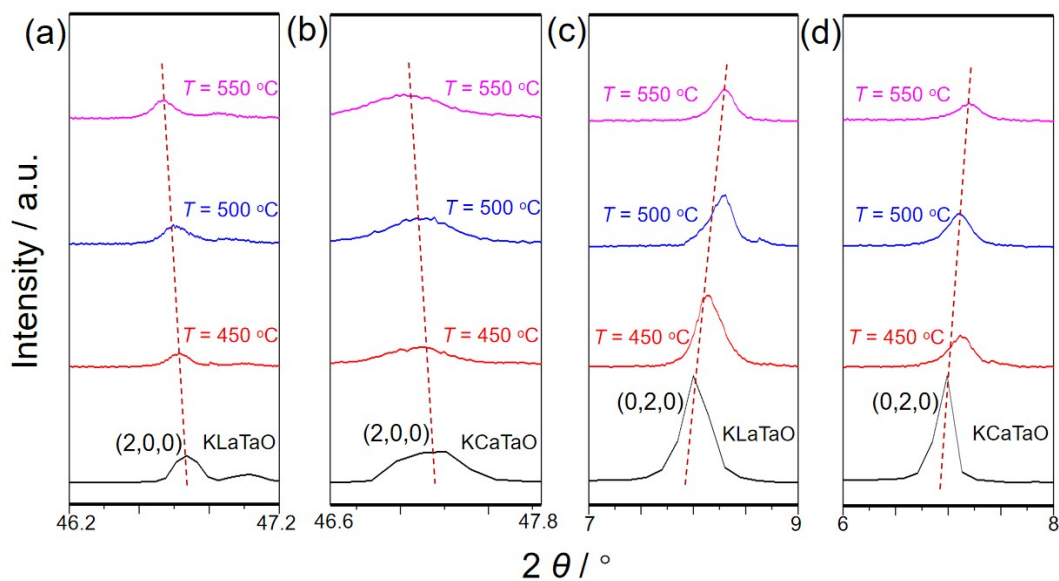 (a)
T = 550 °C
T = 500 °C
T = 450 °C
(2,0,0)
KLaTaO
46.2
47.2
(b)
T = 550 °C
T = 500 °C
T = 450 °C
(2,0,0)
KCaTaO
46.6
47.8
(c)
T = 550 °C
T = 500 °C
T = 450 °C
(0,2,0)
KLaTaO
7
9
(d)
T = 550 °C
T = 500 °C
T = 450 °C
(0,2,0)
KCaTaO
6
8
Intensity / a.u.
2 θ / °